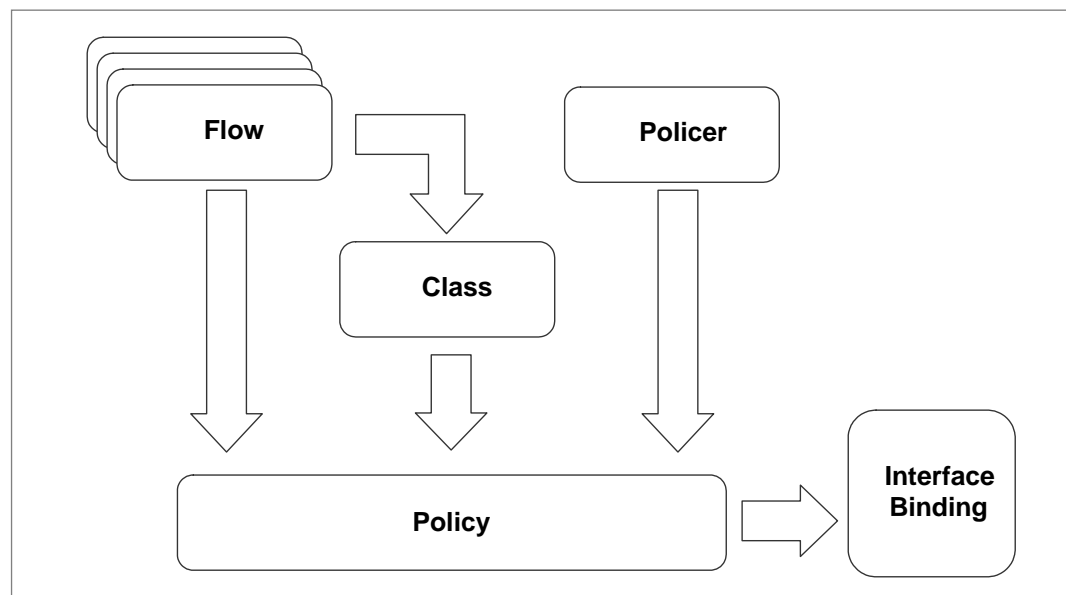 Flow
Policer
Class
Policy
Interface
Binding